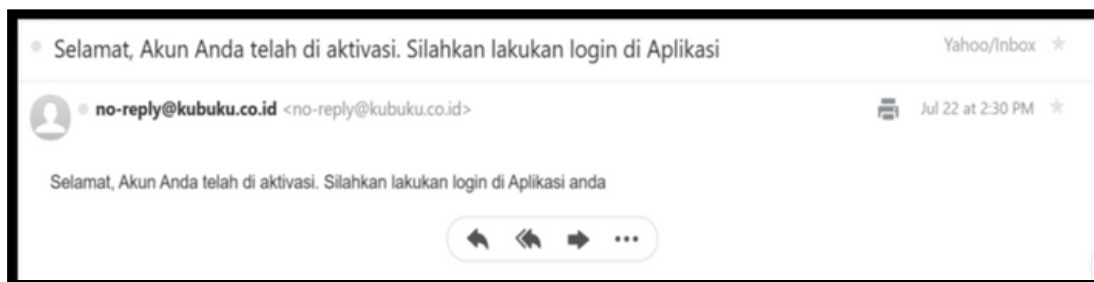 Selamat, Akun Anda telah di aktivasi. Silahkan lakukan login di Aplikasi
Yahoo/Inbox
no-reply@kubuku.co.id <no-reply@kubuku.co.id>
Jul 22 at 2:30 PM
Selamat, Akun Anda telah di aktivasi. Silahkan lakukan login di Aplikasi anda